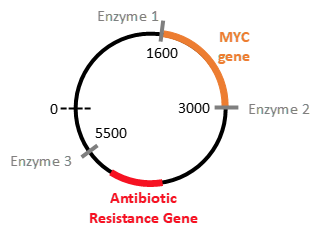 Enzyme 1
MYC
gene
1600
0
3000
Enzyme 2
5500
Enzyme 3
Antibiotic
Resistance Gene